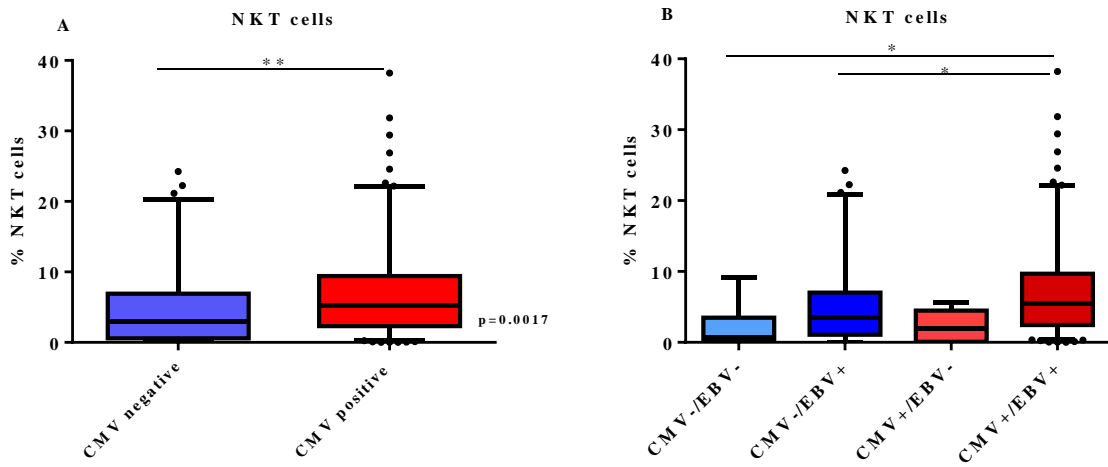 A
NKT cells
**
% NKT cells
40
30
20
10
0
p=0.0017
CMV negative
CMV positive
B
NKT cells
*
*
% NKT cells
40
30
20
10
0
CMV-/EBV-
CMV-/EBV+
CMV+/EBV-
CMV+/EBV+